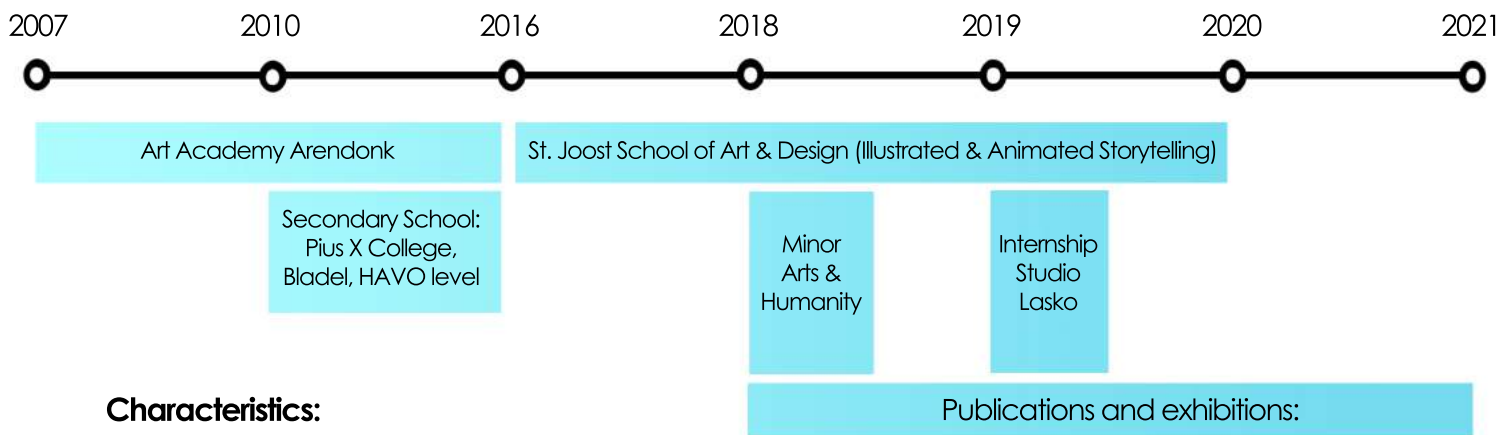 2007 2010 2016 2018 2019 2020 2021
Art Academy Arendonk
St. Joost School of Art & Design (Illustrated & Animated Storytelling)
Secondary School:
Pius X College,
Bladel, HAVO level
Minor
Arts &
Humanity
Internship
Studio
Lasko
Characteristics:
Publications and exhibitions: